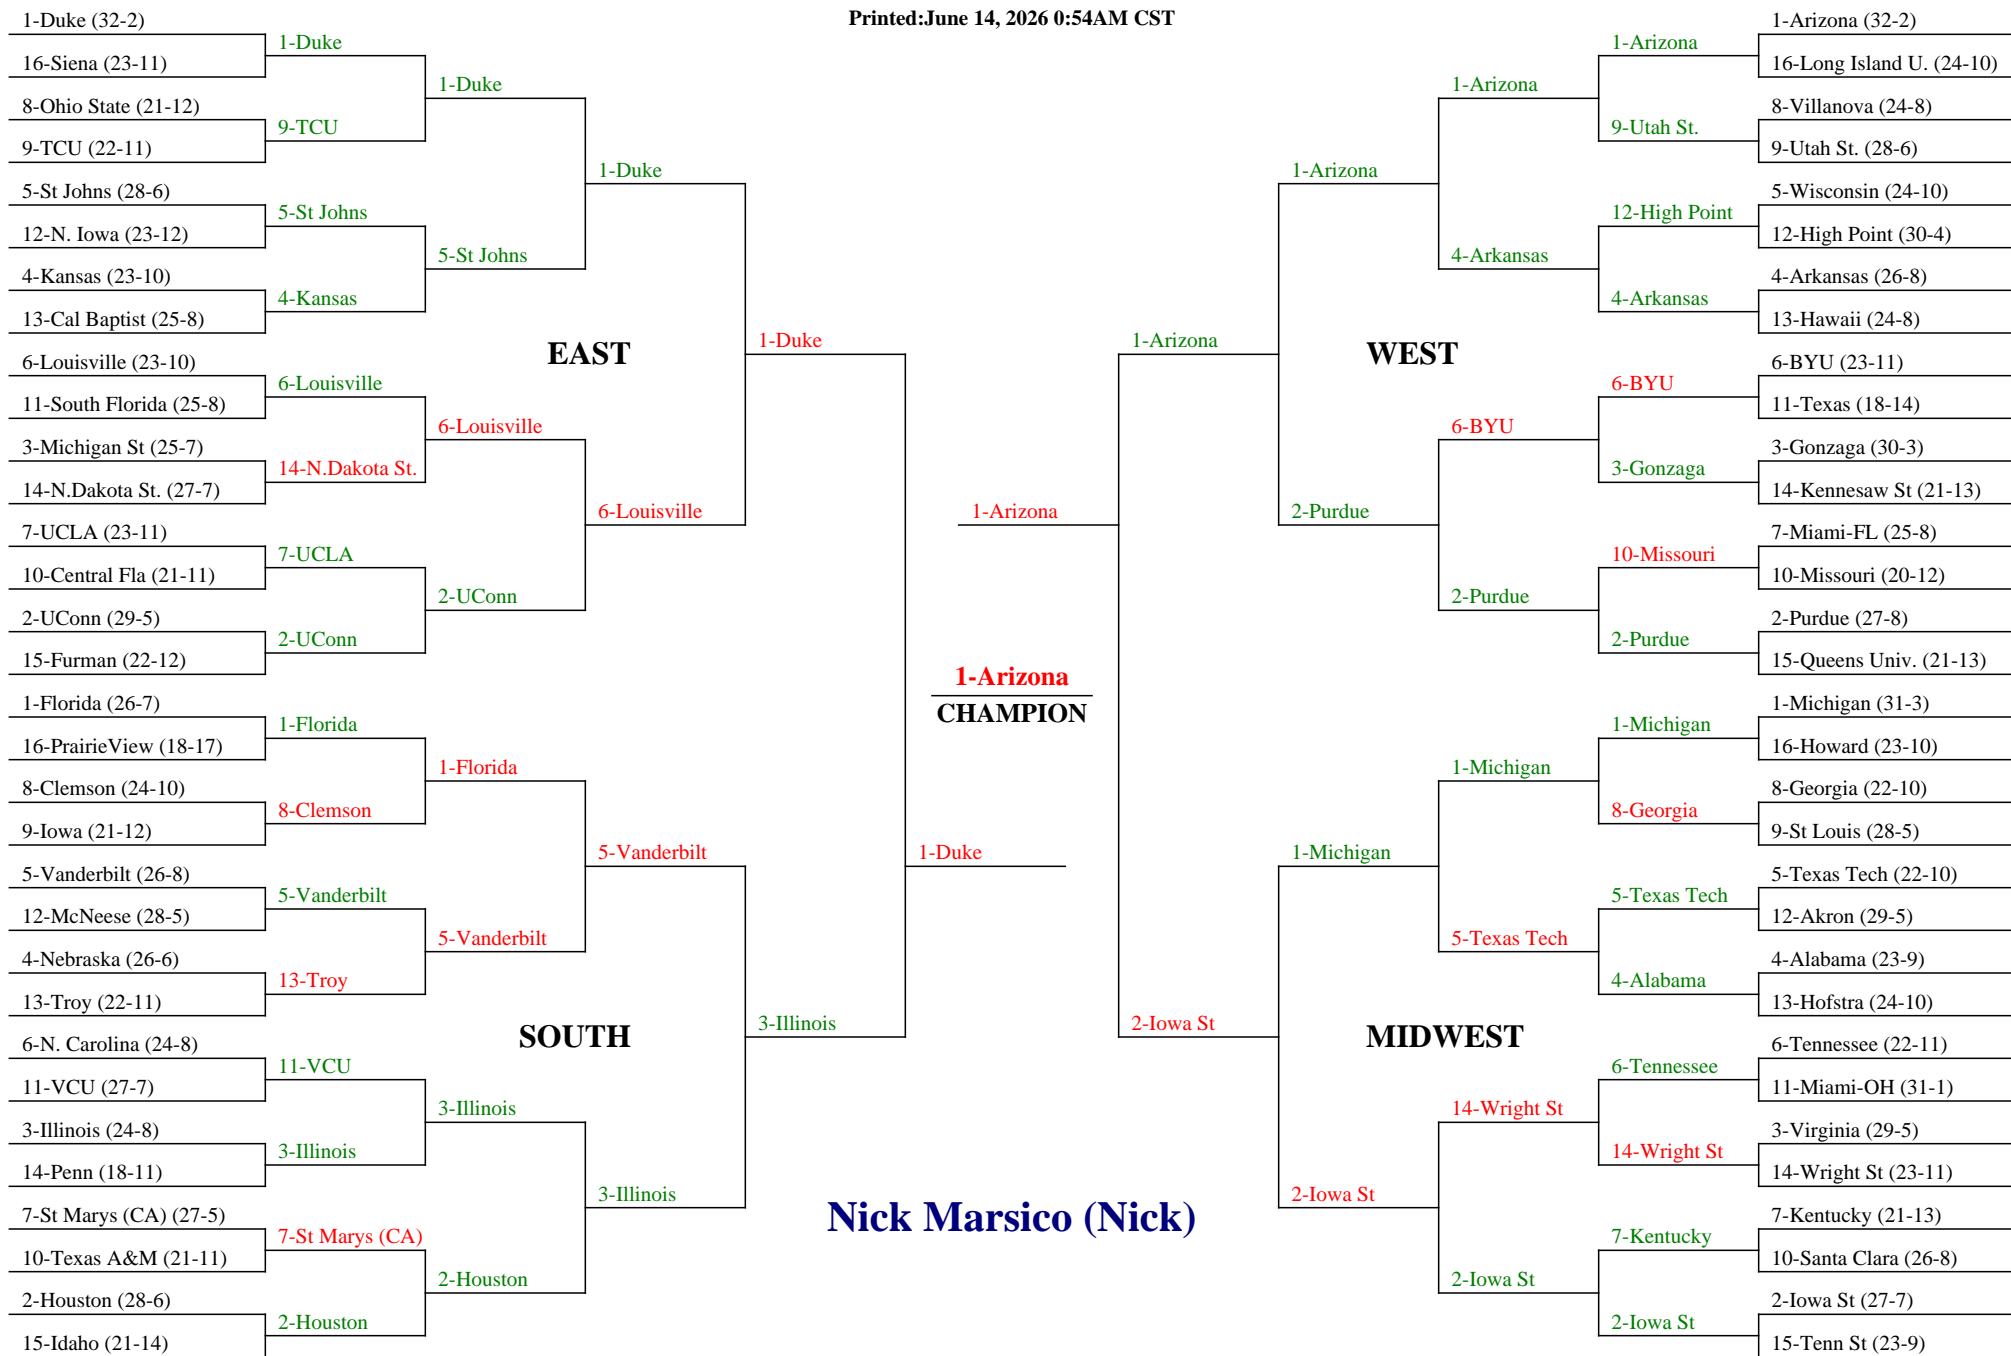 Printed:June 14, 2026 0:54AM CST
1-Duke (32-2)
16-Siena (23-11)
8-Ohio State (21-12)
9-TCU (22-11)
5-St Johns (28-6)
12-N. Iowa (23-12)
4-Kansas (23-10)
13-Cal Baptist (25-8)
6-Louisville (23-10)
11-South Florida (25-8)
3-Michigan St (25-7)
14-N.Dakota St. (27-7)
7-UCLA (23-11)
10-Central Fla (21-11)
2-UConn (29-5)
15-Furman (22-12)
1-Florida (26-7)
16-PrairieView (18-17)
8-Clemson (24-10)
9-Iowa (21-12)
5-Vanderbilt (26-8)
12-McNeese (28-5)
4-Nebraska (26-6)
13-Troy (22-11)
6-N. Carolina (24-8)
11-VCU (27-7)
3-Illinois (24-8)
14-Penn (18-11)
7-St Marys (CA) (27-5)
10-Texas A&M (21-11)
2-Houston (28-6)
15-Idaho (21-14)
1-Duke
9-TCU
5-St Johns
4-Kansas
6-Louisville
14-N.Dakota St.
7-UCLA
2-UConn
1-Florida
8-Clemson
5-Vanderbilt
13-Troy
11-VCU
3-Illinois
7-St Marys (CA)
2-Houston
1-Duke
5-St Johns
6-Louisville
2-UConn
1-Florida
5-Vanderbilt
3-Illinois
2-Houston
1-Duke
6-Louisville
5-Vanderbilt
3-Illinois
EAST
SOUTH
1-Duke
3-Illinois
1-Duke
1-Arizona
1-Arizona
CHAMPION
Nick Marsico (Nick)
1-Arizona
2-Iowa St
WEST
MIDWEST
1-Arizona
2-Purdue
1-Michigan
2-Iowa St
1-Arizona
4-Arkansas
6-BYU
2-Purdue
1-Michigan
5-Texas Tech
14-Wright St
2-Iowa St
1-Arizona
9-Utah St.
12-High Point
4-Arkansas
6-BYU
3-Gonzaga
10-Missouri
2-Purdue
1-Michigan
8-Georgia
5-Texas Tech
4-Alabama
6-Tennessee
14-Wright St
7-Kentucky
2-Iowa St
1-Arizona (32-2)
16-Long Island U. (24-10)
8-Villanova (24-8)
9-Utah St. (28-6)
5-Wisconsin (24-10)
12-High Point (30-4)
4-Arkansas (26-8)
13-Hawaii (24-8)
6-BYU (23-11)
11-Texas (18-14)
3-Gonzaga (30-3)
14-Kennesaw St (21-13)
7-Miami-FL (25-8)
10-Missouri (20-12)
2-Purdue (27-8)
15-Queens Univ. (21-13)
1-Michigan (31-3)
16-Howard (23-10)
8-Georgia (22-10)
9-St Louis (28-5)
5-Texas Tech (22-10)
12-Akron (29-5)
4-Alabama (23-9)
13-Hofstra (24-10)
6-Tennessee (22-11)
11-Miami-OH (31-1)
3-Virginia (29-5)
14-Wright St (23-11)
7-Kentucky (21-13)
10-Santa Clara (26-8)
2-Iowa St (27-7)
15-Tenn St (23-9)